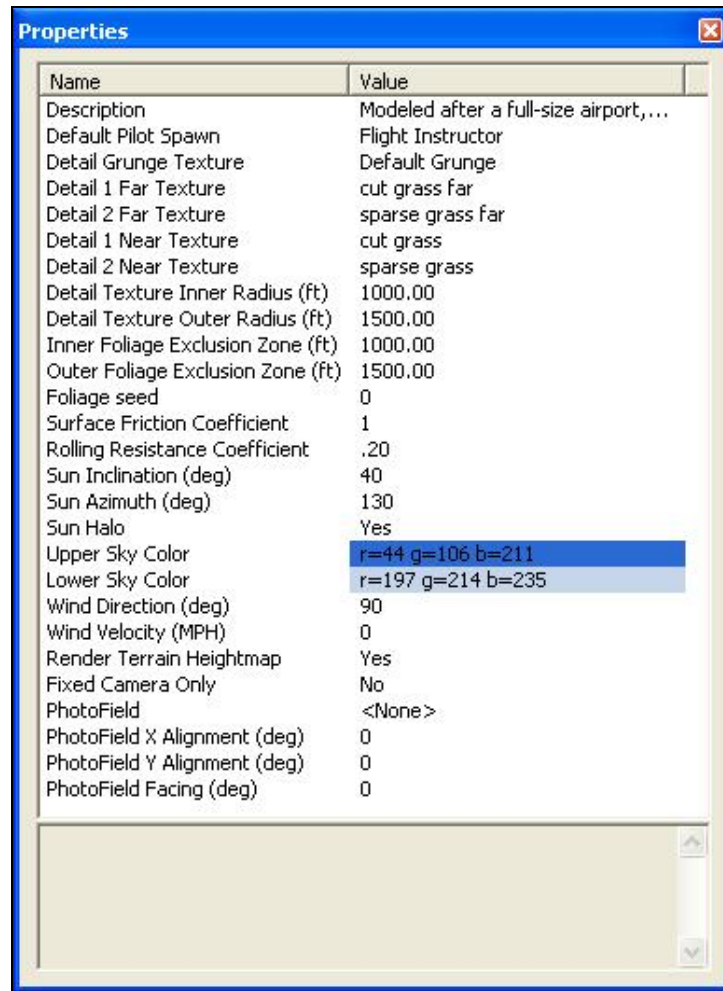 Properties
Name Value
Description Modeled after a full-size airport,...
Default Pilot Spawn Flight Instructor
Detail Grunge Texture Default Grunge
Detail 1 Far Texture cut grass far
Detail 2 Far Texture sparse grass far
Detail 1 Near Texture cut grass
Detail 2 Near Texture sparse grass
Detail Texture Inner Radius (ft) 1000.00
Detail Texture Outer Radius (ft) 1500.00
Inner Foliage Exclusion Zone (ft) 1000.00
Outer Foliage Exclusion Zone (ft) 1500.00
Foliage seed 0
Surface Friction Coefficient 1
Rolling Resistance Coefficient .20
Sun Inclination (deg) 40
Sun Azimuth (deg) 130
Sun Halo Yes
Upper Sky Color r=44 g=106 b=211
Lower Sky Color r=197 g=214 b=235
Wind Direction (deg) 90
Wind Velocity (MPH) 0
Render Terrain Heightmap Yes
Fixed Camera Only No
PhotoField <None>
PhotoField X Alignment (deg) 0
PhotoField Y Alignment (deg) 0
PhotoField Facing (deg) 0